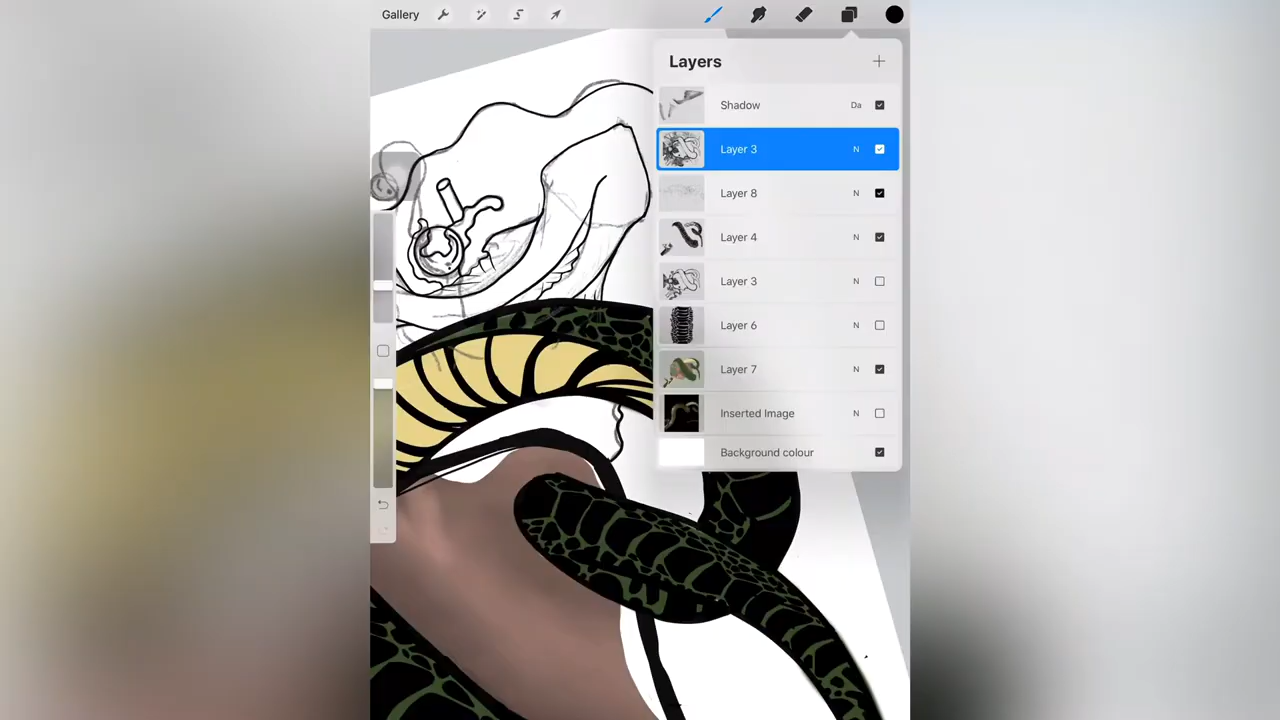 Gallery
Layers
Shadow Da
Layer 3 N
Layer 8 N
Layer 4 N
Layer 3 N
Layer 6 N
Layer 7 N
Inserted Image N
Background colour